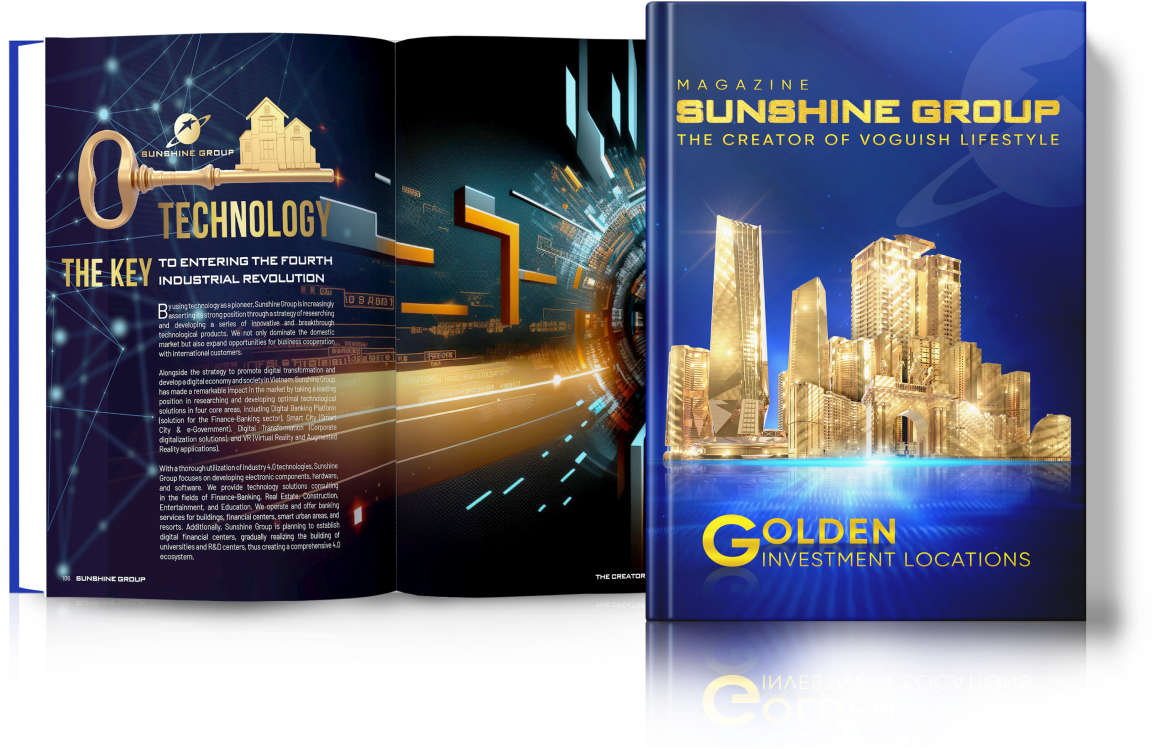 SUNSHINE GROUP
TECHNOLOGY
THE KEY TO ENTERING THE FOURTH
INDUSTRIAL REVOLUTION
By using technology as a pioneer, Sunshine Group is increasingly
asserting its strong position through a strategy of researching
and developing a series of innovative and breakthrough
technological products. We not only dominate the domestic
market but also expand opportunities for business cooperation
with international customers.
Alongside the strategy to promote digital transformation and
develop a digital economy and society in Vietnam, Sunshine Group
has made a remarkable impact in the market by taking a leading
position in researching and developing optimal technological
solutions in four core areas, including Digital Banking Platform
(solution for the Finance-Banking sector), Smart City (Smart
City & e-Government), Digital Transformation (Corporate
digitalization solutions), and VR (Virtual Reality and Augmented
Reality applications).
With a thorough utilization of Industry 4.0 technologies, Sunshine
Group focuses on developing electronic components, hardware,
and software. We provide technology solutions consulting
in the fields of Finance-Banking, Real Estate, Construction,
Entertainment, and Education. We operate and offer banking
services for buildings, financial centers, smart urban areas, and
resorts. Additionally, Sunshine Group is planning to establish
digital financial centers, gradually realizing the building of
universities and R&D centers, thus creating a comprehensive 4.0
ecosystem.
SUNSHINE GROUP
THE CREATOR
MAGAZINE
SUNSHINE GROUP
THE CREATOR OF VOGUISH LIFESTYLE
GOLDEN
INVESTMENT LOCATIONS